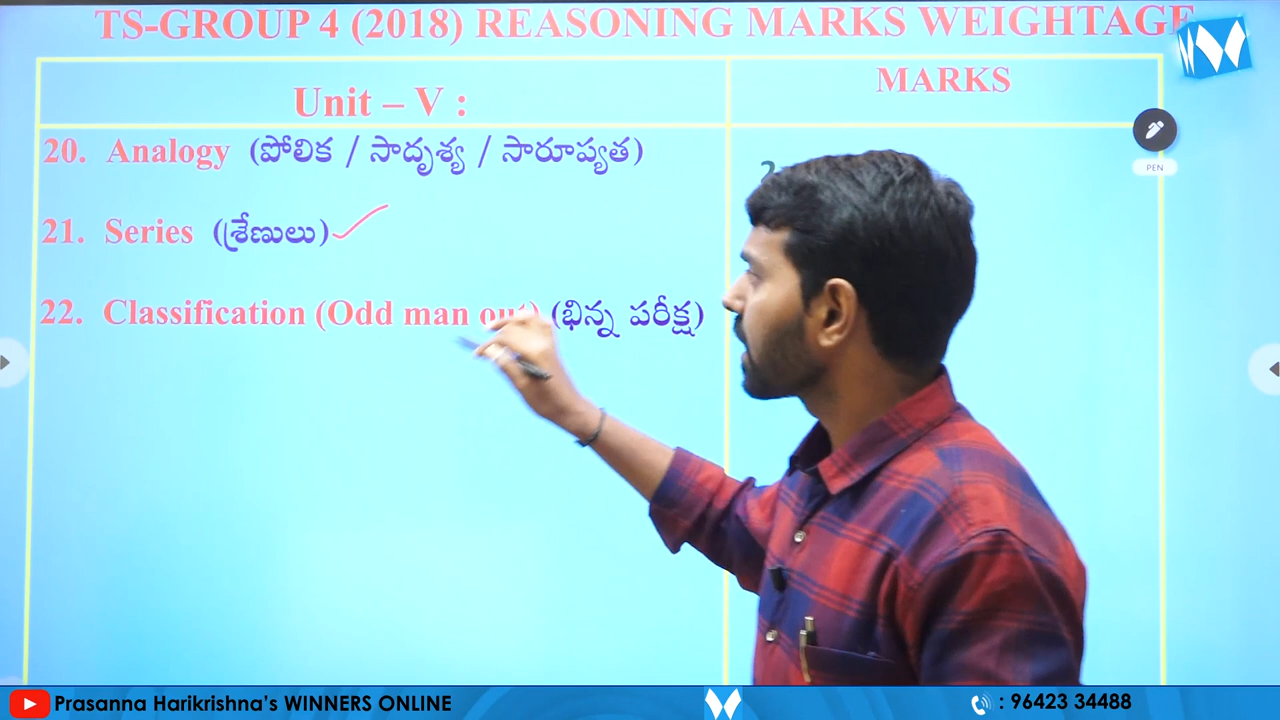 TS-GROUP 4 (2018) REASONING MARKS WEIGHTAGE
Unit – V :
MARKS
20. Analogy (పోలిక / సాదృశ్య / సారూప్యత)
PEN
21. Series (శ్రేణులు)
22. Classification (Odd man out) (భిన్న పరీక్ష)
Prasanna Harikrishna's WINNERS ONLINE
: 96423 34488